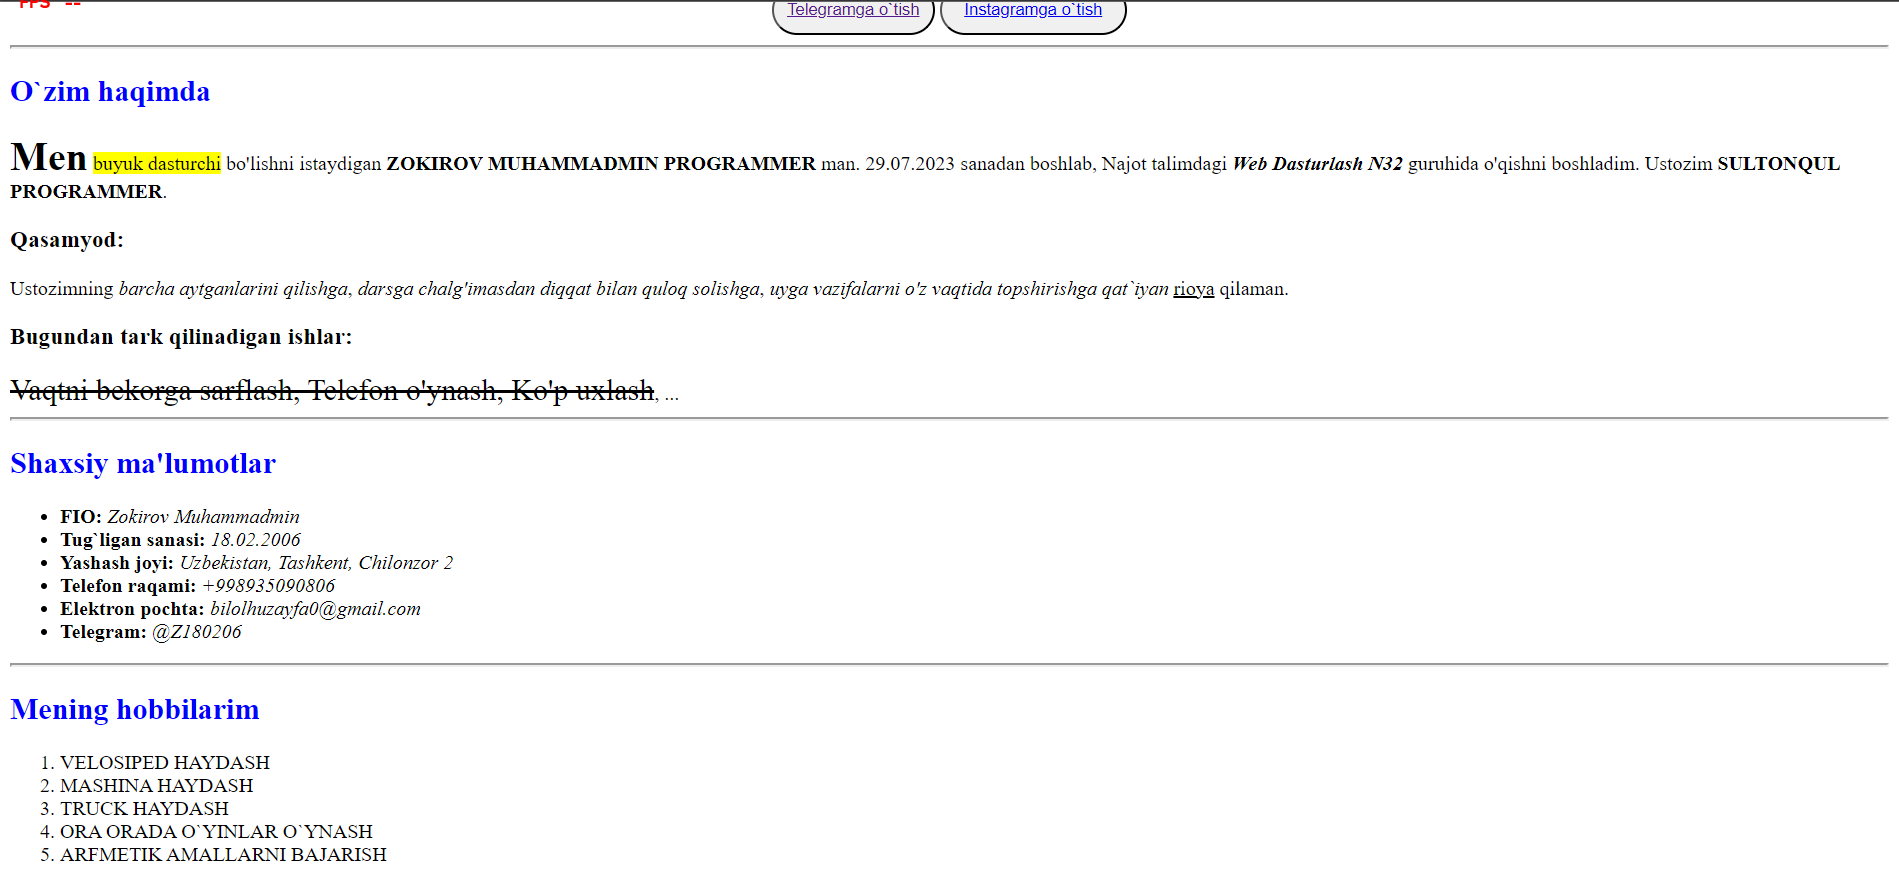 FPS --
Telegramga o`tish Instagramga o`tish
O`zim haqimda
Men buyuk dasturchi bo'lishni istaydigan ZOKIROV MUHAMMADMIN PROGRAMMER man. 29.07.2023 sanadan boshlab, Najot talimdagi Web Dasturlash N32 guruhida o'qishni boshladim. Ustozim SULTONQUL
PROGRAMMER.
Qasamyod:
Ustozimning barcha aytganlarini qilishga, darsga chalg'imasdan diqqat bilan quloq solishga, uyga vazifalarni o'z vaqtida topshirishga qat`iyan rioya qilaman.
Bugundan tark qilinadigan ishlar:
Vaqtni bekorga sarflash, Telefon o'ynash, Ko'p uxlash, ...
Shaxsiy ma'lumotlar
• FIO: Zokirov Muhammadmin
• Tug`ligan sanasi: 18.02.2006
• Yashash joyi: Uzbekistan, Tashkent, Chilonzor 2
• Telefon raqami: +998935090806
• Elektron pochta: bilolhuzayfa0@gmail.com
• Telegram: @Z180206
Mening hobbilarim
1. VELOSIPED HAYDASH
2. MASHINA HAYDASH
3. TRUCK HAYDASH
4. ORA ORADA O`YINLAR O`YNASH
5. ARFMETIK AMALLARNI BAJARISH